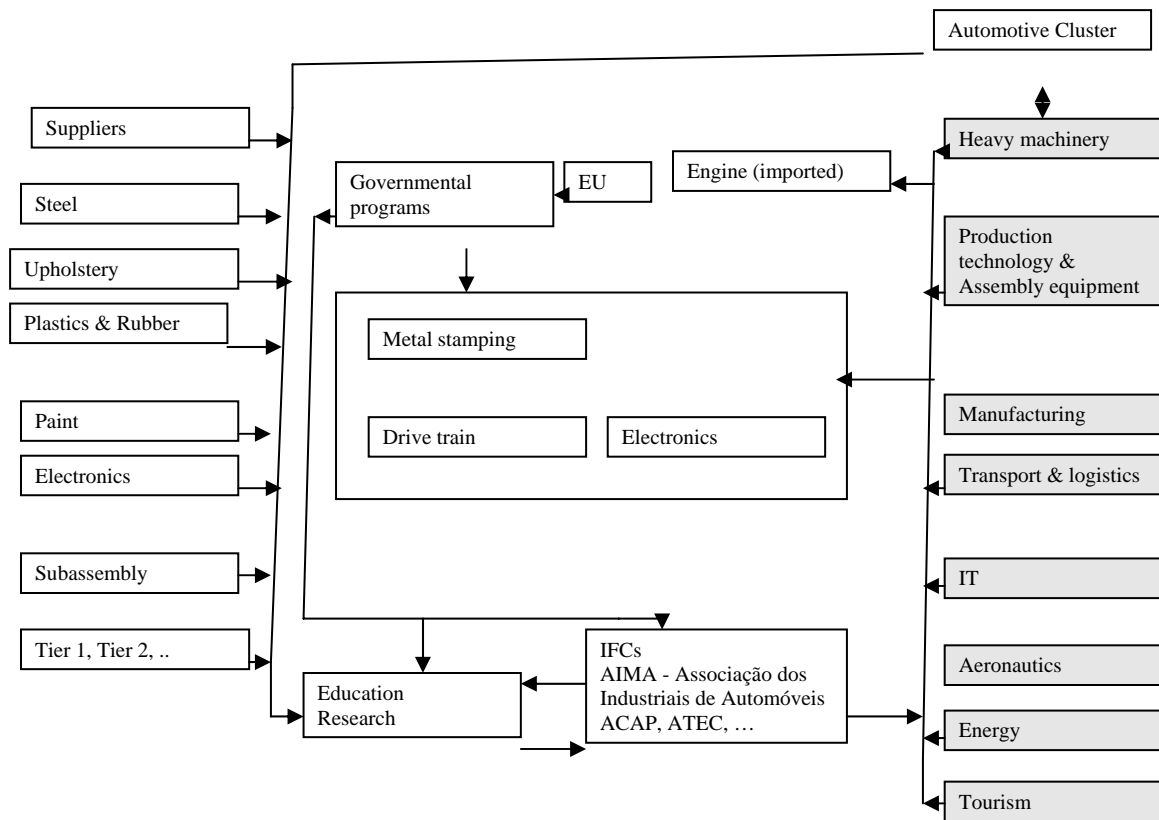 Automotive Cluster
Suppliers
Heavy machinery
Governmental
programs
EU
Engine (imported)
Steel
Production
technology &
Assembly equipment
Upholstery
Plastics & Rubber
Metal stamping
Paint
Drive train
Electronics
Manufacturing
Electronics
Transport & logistics
Subassembly
IT
Tier 1, Tier 2, ..
IFCs
AIMA - Associação dos
Industriais de Automóveis
ACAP, ATEC, …
Aeronautics
Education
Research
Energy
Tourism